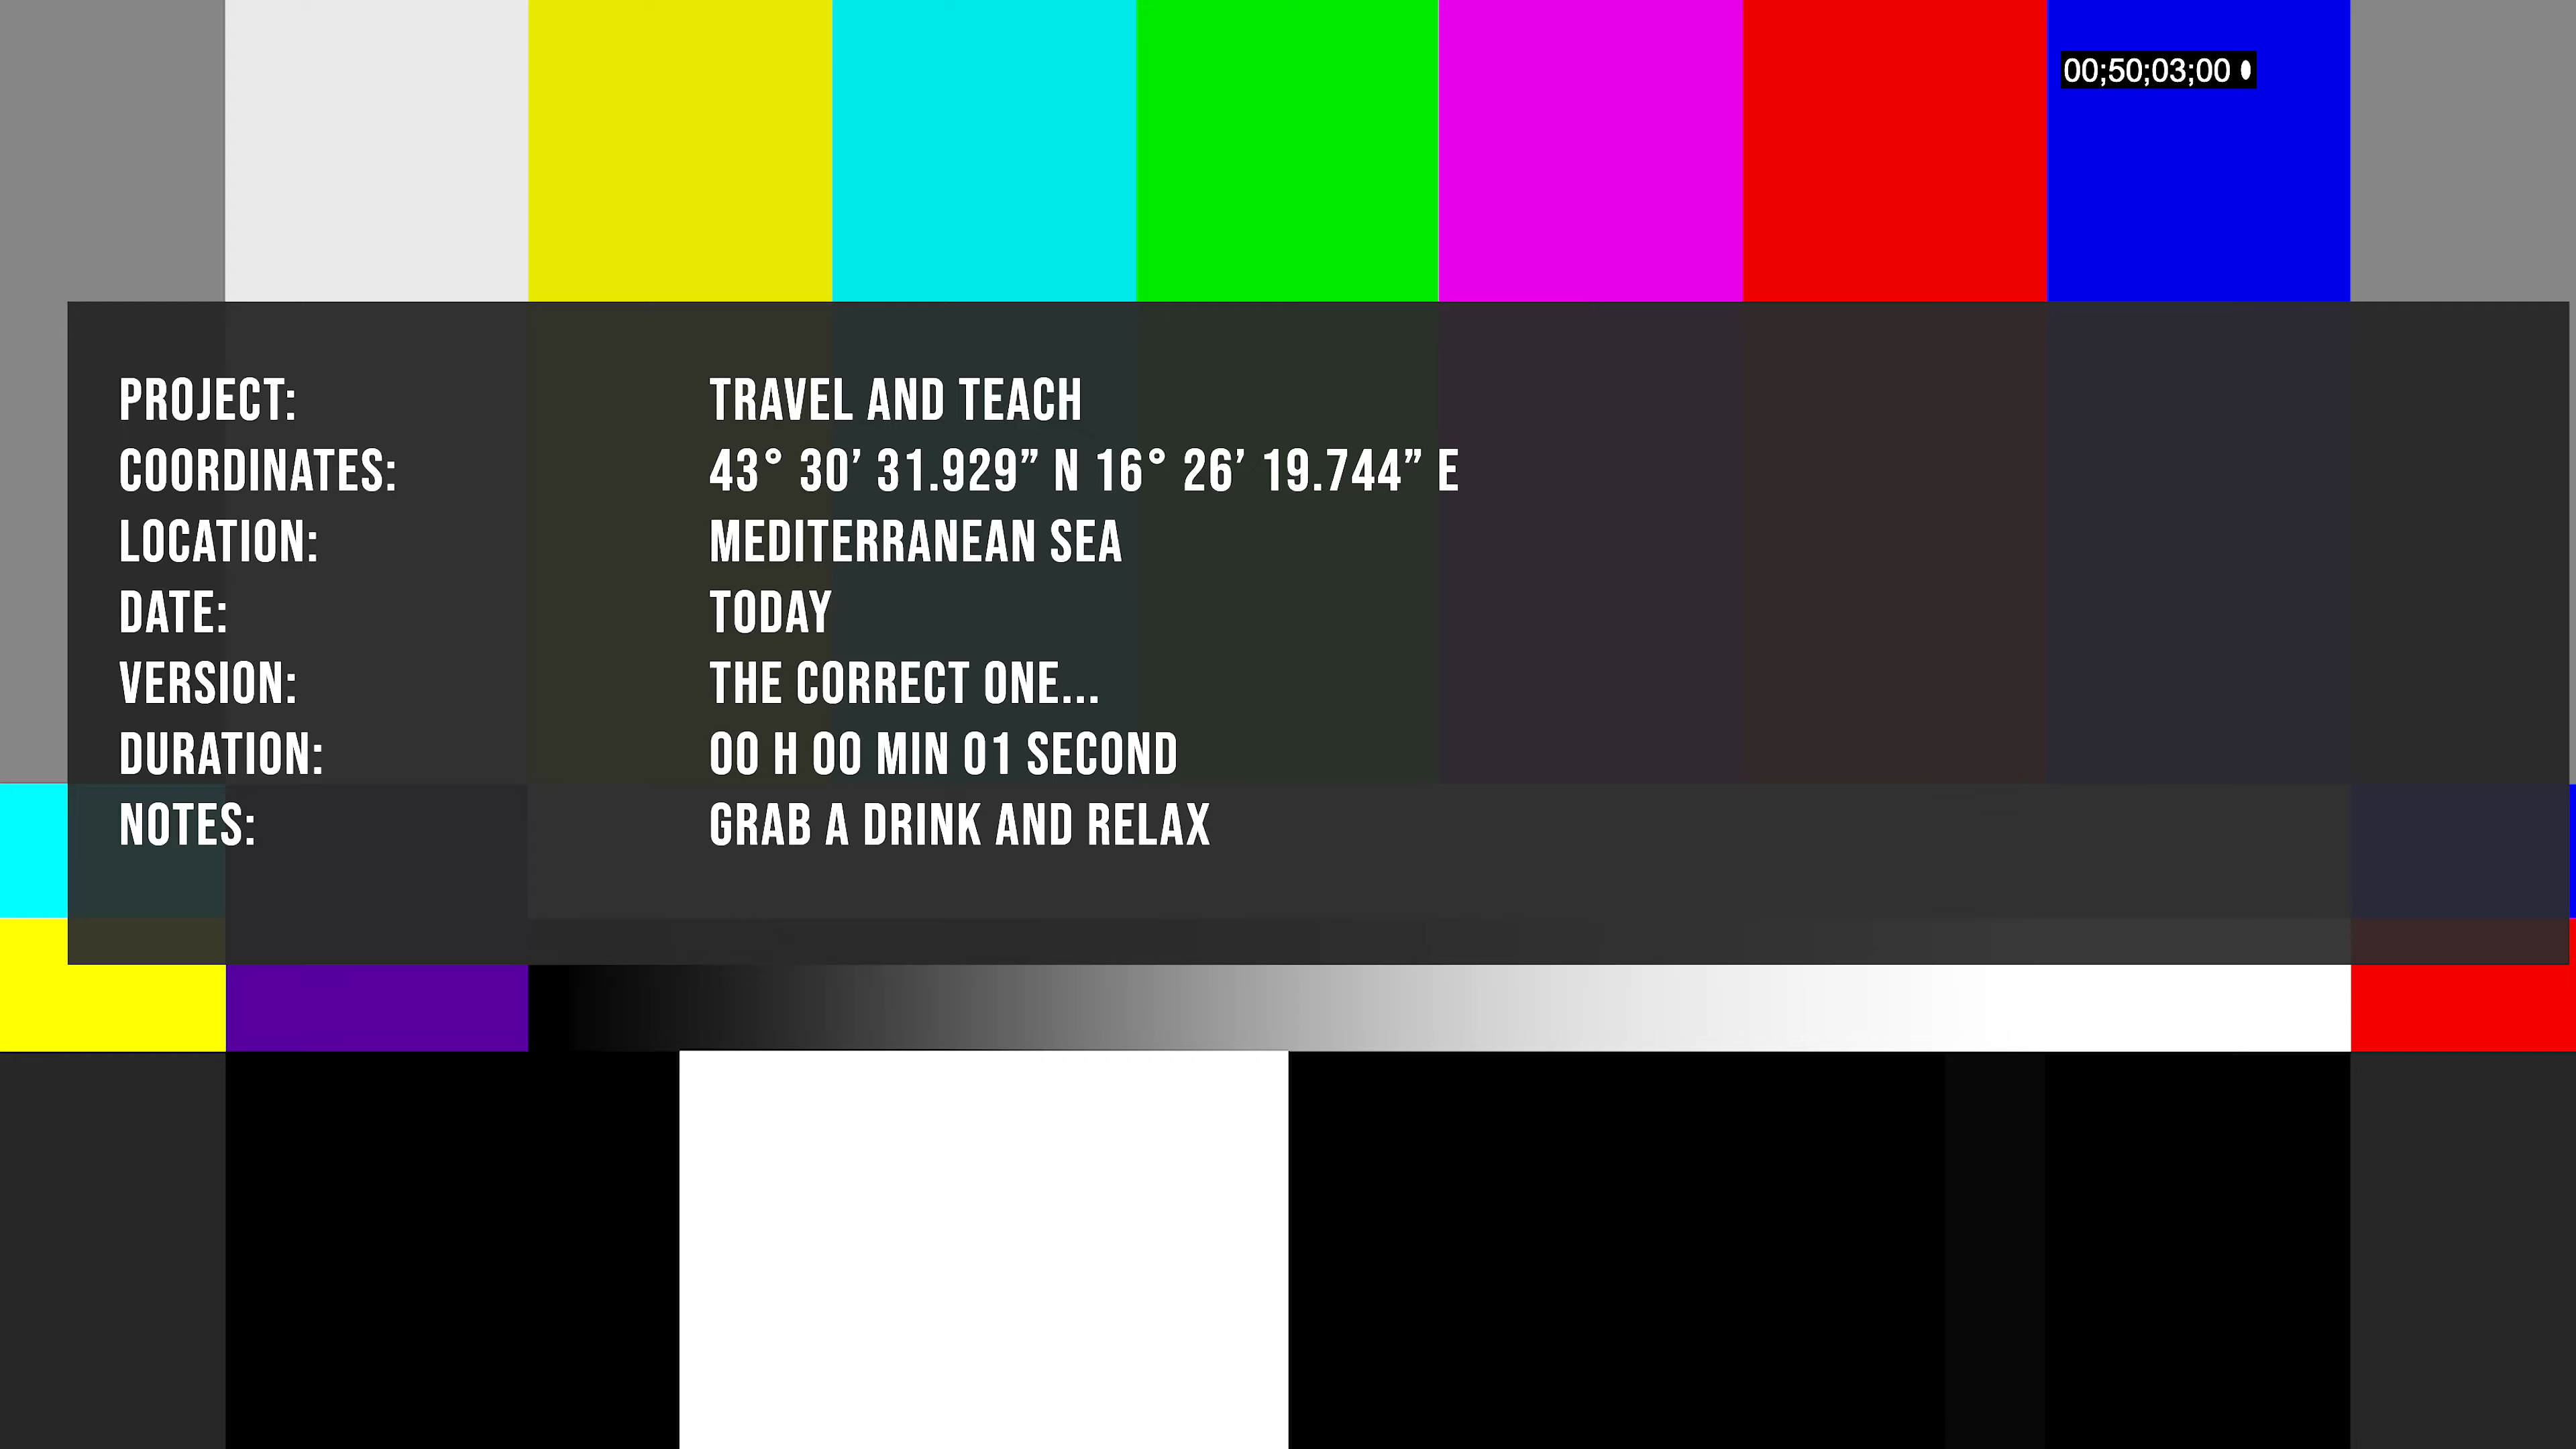 00;50;03;00
PROJECT: TRAVEL AND TEACH
COORDINATES: 43° 30’ 31.929” N 16° 26’ 19.744” E
LOCATION: MEDITERRANEAN SEA
DATE: TODAY
VERSION: THE CORRECT ONE...
DURATION: 00 H 00 MIN 01 SECOND
NOTES: GRAB A DRINK AND RELAX